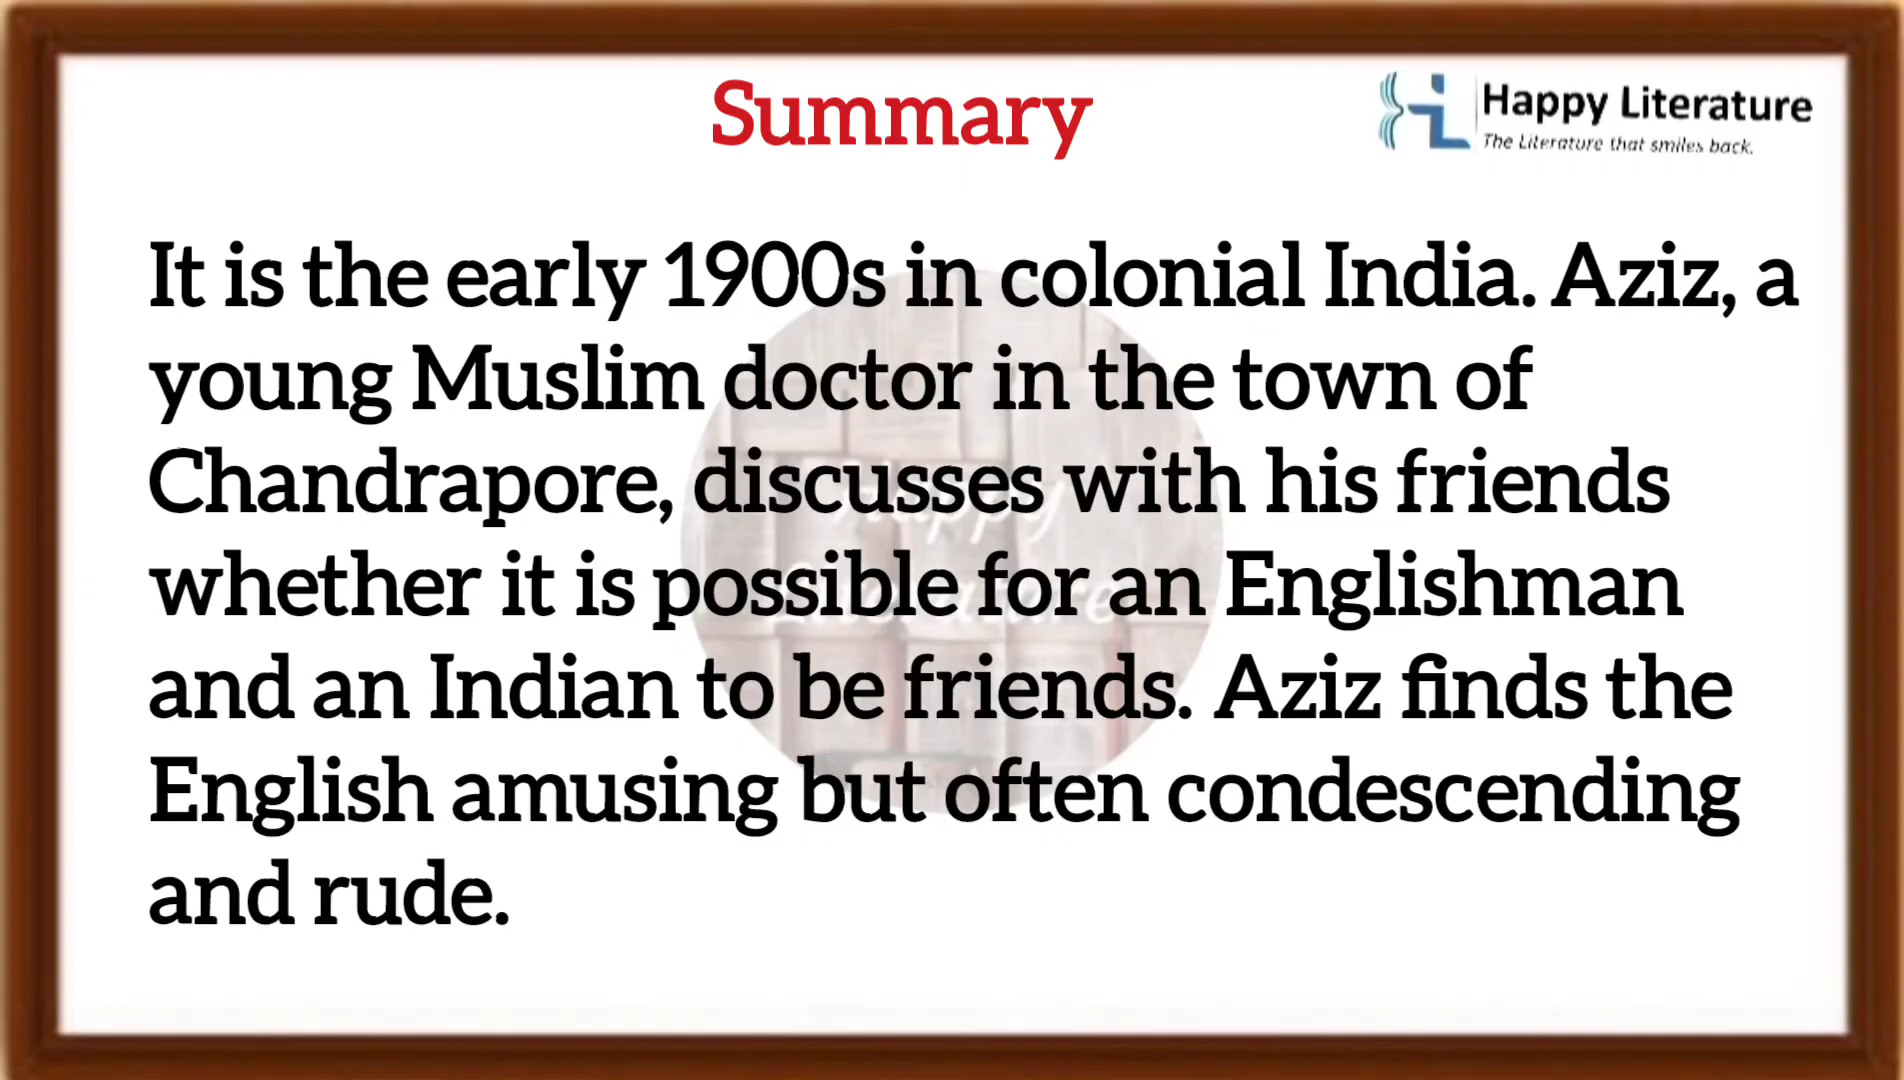 Summary
Happy Literature
The Literature that smiles back.
It is the early 1900s in colonial India. Aziz, a
young Muslim doctor in the town of
Chandrapore, discusses with his friends
whether it is possible for an Englishman
and an Indian to be friends. Aziz finds the
English amusing but often condescending
and rude.
Happy
Literature